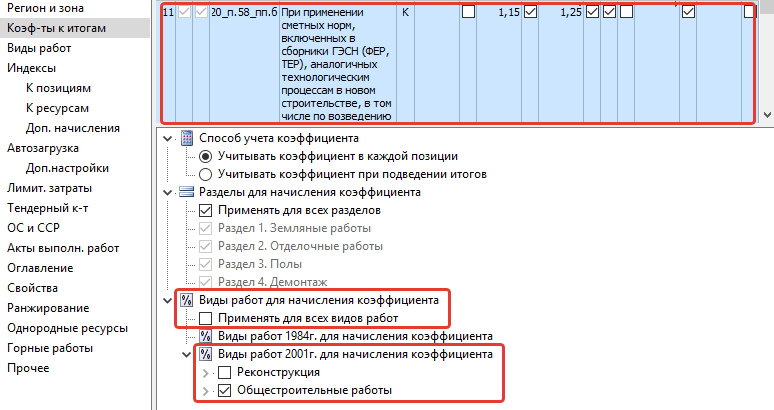 Регион и зона
Коэф-ты к итогам
Виды работ
Индексы
К позициям
К ресурсам
Доп. начисления
Автозагрузка
Доп.настройки
Лимит. затраты
Тендерный к-т
ОС и ССР
Акты выполн. работ
Оглавление
Свойства
Ранжирование
Однородные ресурсы
Горные работы
Прочее
11 20_п.58_пп.б При применении К 1,15 1,25
сметных норм,
включенных в
сборники ГЭСН (ФЕР,
ТЕР), аналогичных
технологическим
процессам в новом
строительстве, в том
числе по возведению
Способ учета коэффициента
Учитывать коэффициент в каждой позиции
Учитывать коэффициент при подведении итогов
Разделы для начисления коэффициента
Применять для всех разделов
Раздел 1. Земляные работы
Раздел 2. Отделочные работы
Раздел 3. Полы
Раздел 4. Демонтаж
% Виды работ для начисления коэффициента
Применять для всех видов работ
% Виды работ 1984г. для начисления коэффициента
% Виды работ 2001г. для начисления коэффициента
Реконструкция
Общестроительные работы